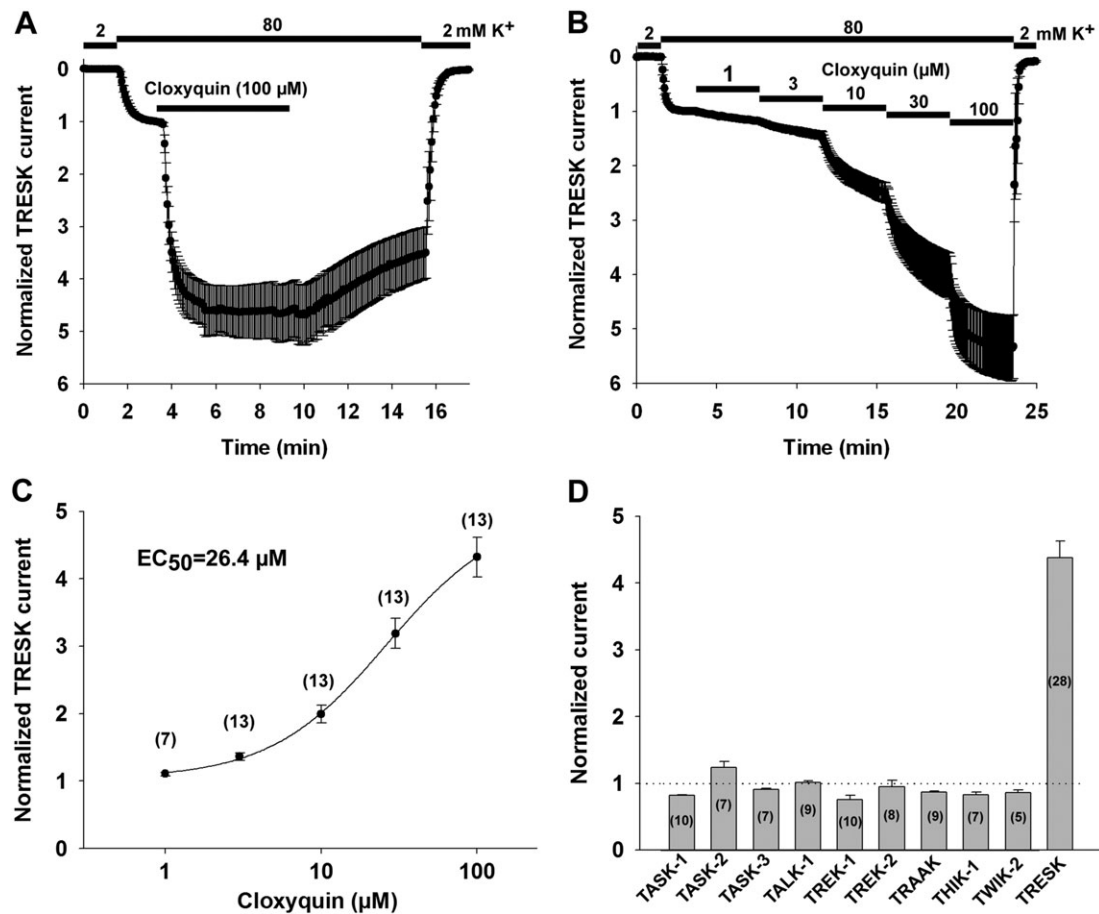 A
2 80 2 mM K+
Cloxyquin (100 µM)
Normalized TRESK current
0
1
2
3
4
5
6
0 2 4 6 8 10 12 14 16
Time (min)
B
2 80 2 mM K+
Cloxyquin (µM)
1 3 10 30 100
Normalized TRESK current
0
1
2
3
4
5
6
0 5 10 15 20 25
Time (min)
C
EC50=26.4 µM
(7) (13) (13) (13) (13)
Normalized TRESK current
5
4
3
2
1
0
1 10 100
Cloxyquin (µM)
D
Normalized current
5
4
3
2
1
0
(10) (7) (7) (9) (10) (8) (9) (7) (5) (28)
TASK-1 TASK-2 TASK-3 TALK-1 TREK-1 TREK-2 TRAAK THIK-1 TWIK-2 TRESK